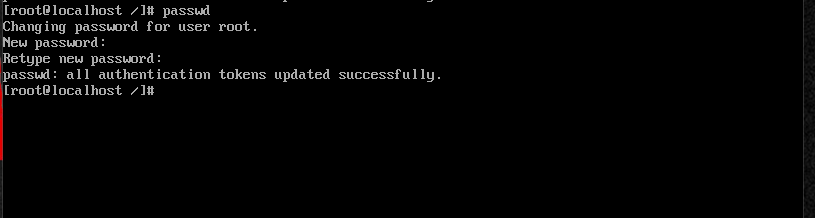 [root@localhost /]# passwd
Changing password for user root.
New password:
Retype new password:
passwd: all authentication tokens updated successfully.
[root@localhost /]#